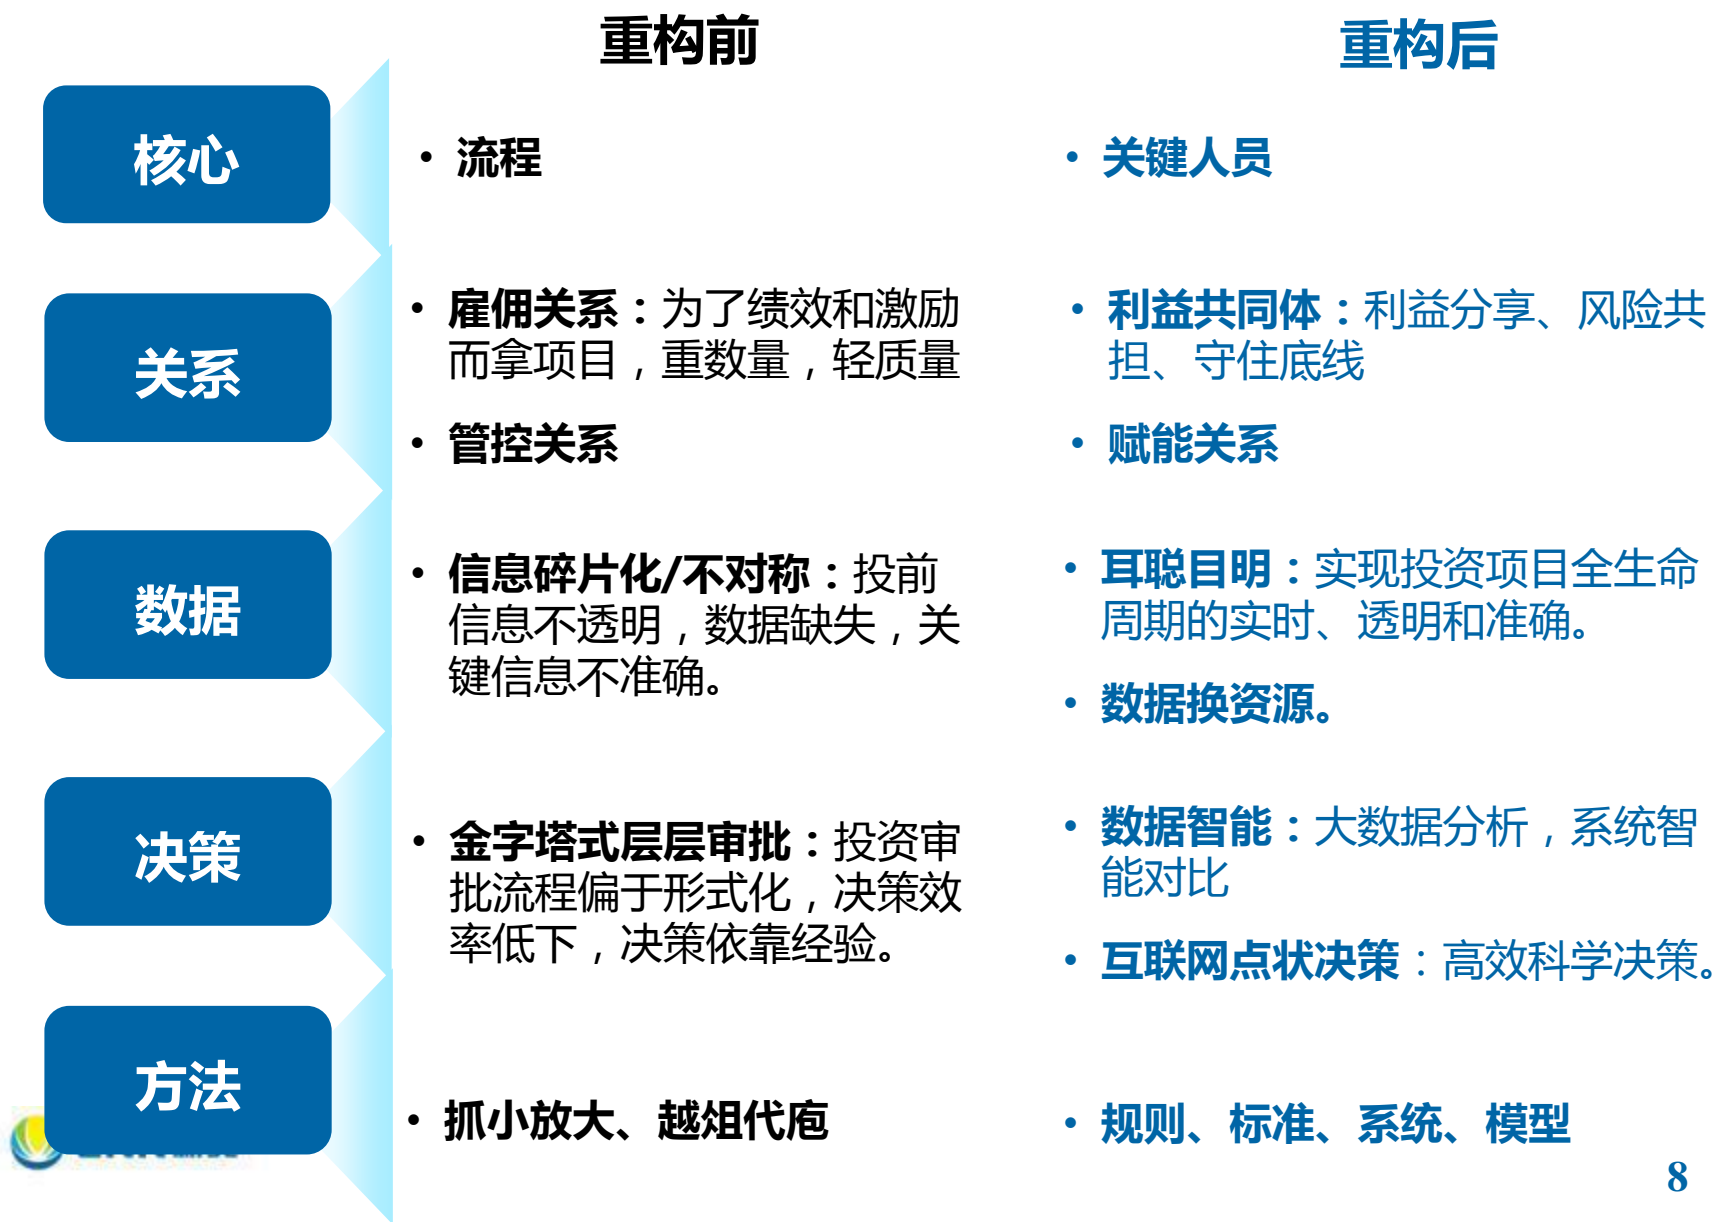 重构前
重构后
核心
• 流程
• 关键人员
关系
• 雇佣关系：为了绩效和激励
而拿项目，重数量，轻质量
• 管控关系
• 利益共同体：利益分享、风险共
担、守住底线
• 赋能关系
数据
• 信息碎片化/不对称：投前
信息不透明，数据缺失，关
键信息不准确。
• 耳聪目明：实现投资项目全生命
周期的实时、透明和准确。
• 数据换资源。
决策
• 金字塔式层层审批：投资审
批流程偏于形式化，决策效
率低下，决策依靠经验。
• 数据智能：大数据分析，系统智
能对比
• 互联网点状决策：高效科学决策。
方法
• 抓小放大、越俎代庖
• 规则、标准、系统、模型
8